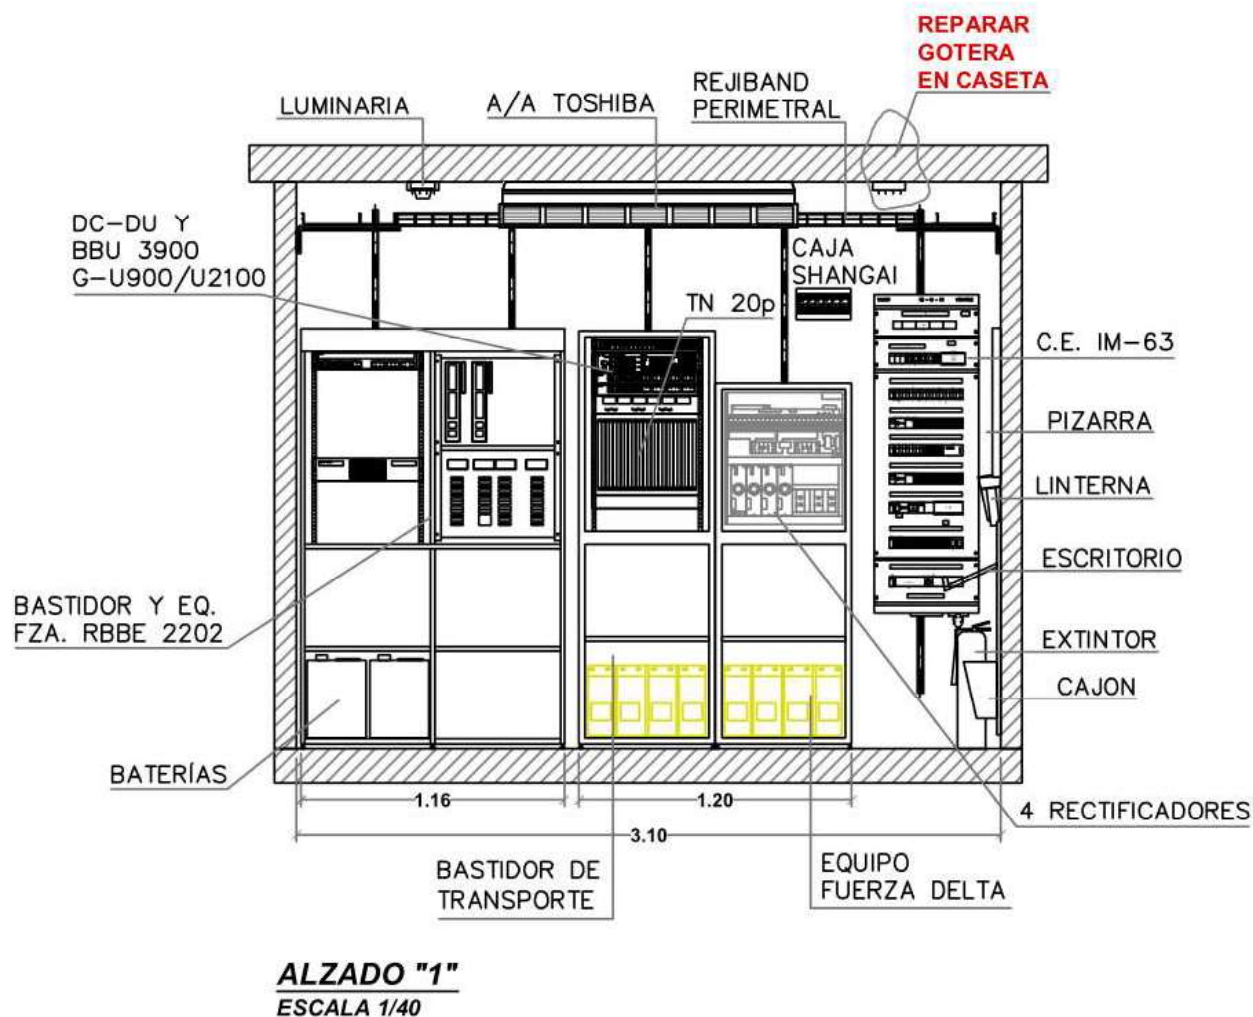 REPARAR
GOTERA
EN CASETA
LUMINARIA
A/A TOSHIBA
REJIBAND
PERIMETRAL
DC-DU Y
BBU 3900
G-U900/U2100
CAJA
SHANGAI
TN 20p
C.E. IM-63
PIZARRA
LINTERNA
ESCRITORIO
BASTIDOR Y EQ.
FZA. RBBE 2202
EXTINTOR
CAJON
BATERÍAS
1.16
1.20
4 RECTIFICADORES
3.10
BASTIDOR DE
TRANSPORTE
EQUIPO
FUERZA DELTA
ALZADO "1"
ESCALA 1/40